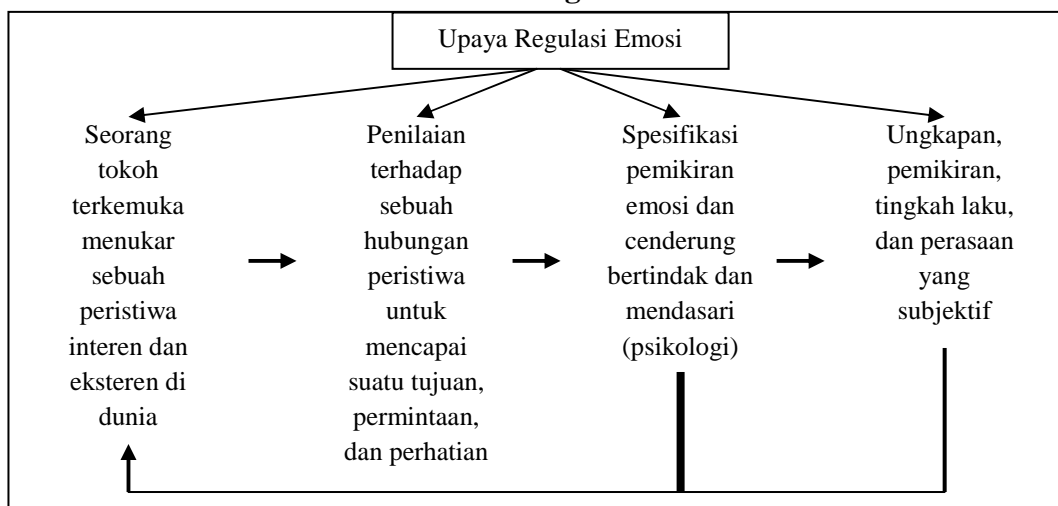 Upaya Regulasi Emosi
Seorang
tokoh
terkemuka
menukar
sebuah
peristiwa
interen dan
eksteren di
dunia
Penilaian
terhadap
sebuah
hubungan
peristiwa
untuk
mencapai
suatu tujuan,
permintaan,
dan perhatian
Spesifikasi
pemikiran
emosi dan
cenderung
bertindak dan
mendasari
(psikologi)
Ungkapan,
pemikiran,
tingkah laku,
dan perasaan
yang
subjektif